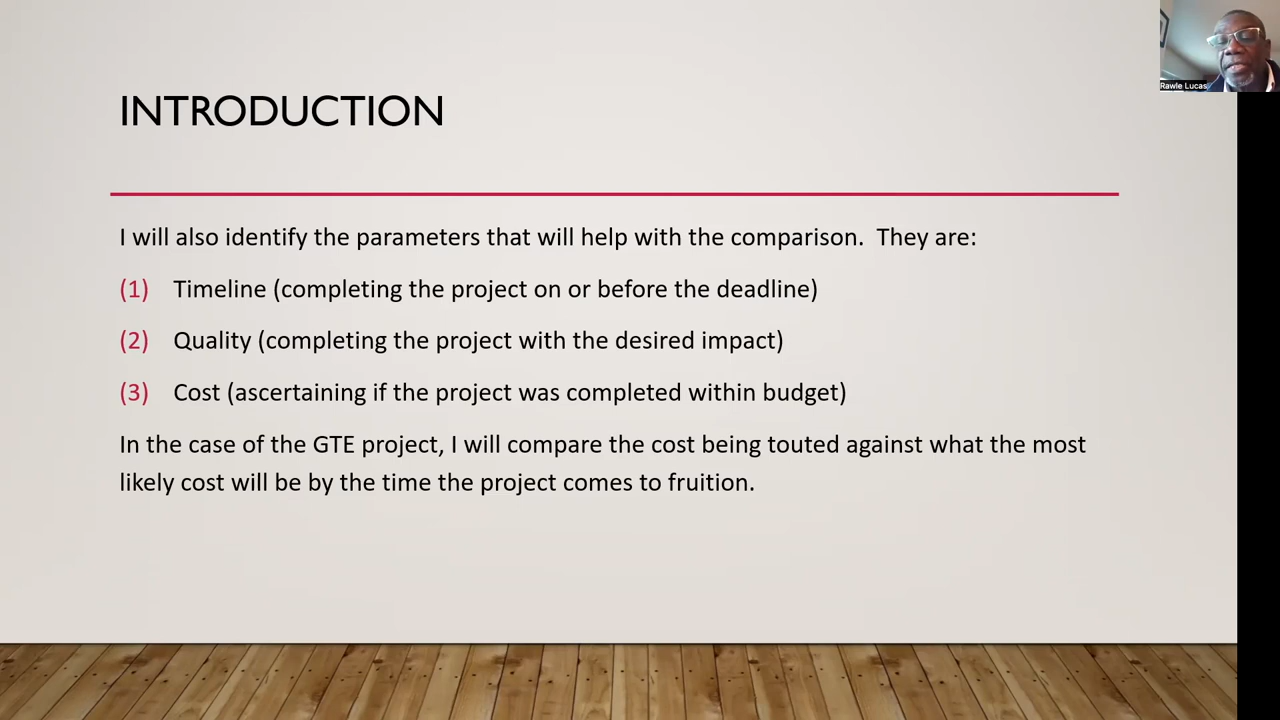 Rawle Lucas
INTRODUCTION
I will also identify the parameters that will help with the comparison.  They are:
(1) Timeline (completing the project on or before the deadline)
(2) Quality (completing the project with the desired impact)
(3) Cost (ascertaining if the project was completed within budget)
In the case of the GTE project, I will compare the cost being touted against what the most
likely cost will be by the time the project comes to fruition.